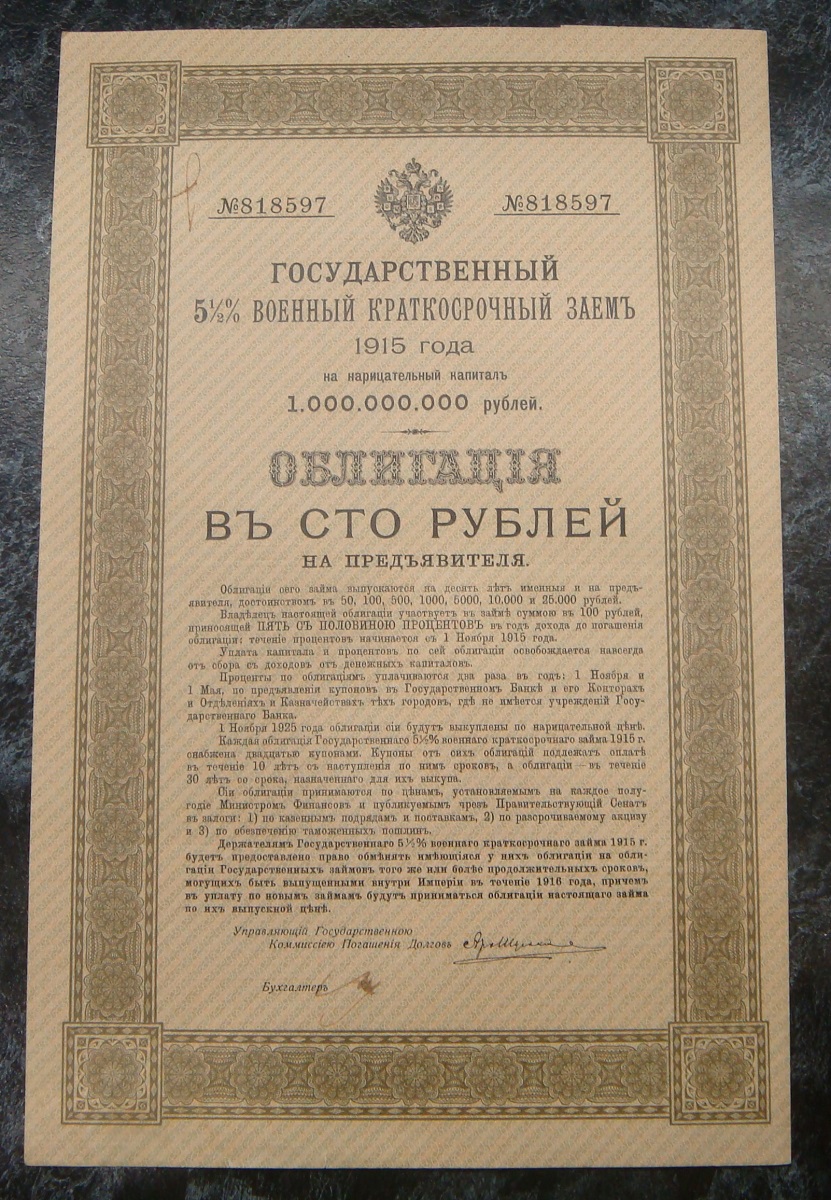 №818597
№818597
ГОСУДАРСТВЕННЫЙ
5½% ВОЕННЫЙ КРАТКОСРОЧНЫЙ ЗАЕМЪ
1915 года
на нарицательный капиталъ
1.000.000.000 рублей.
ОБЛИГАЦІЯ
ВЪ СТО РУБЛЕЙ
НА ПРЕДЪЯВИТЕЛЯ.
Облигаціи сего займа выпускаются на десять лѣтъ именныя и на предъ-
явителя, достоинствомъ въ 50, 100, 500, 1000, 5000, 10.000 и 25.000 рублей.
Владѣлецъ настоящей облигаціи участвуетъ въ займѣ суммою въ 100 рублей,
приносящей ПЯТЬ СЪ ПОЛОВИНОЮ ПРОЦЕНТОВЪ въ годъ дохода до погашенія
облигаціи; теченіе процентовъ начинается съ 1 Ноября 1915 года.
Уплата капитала и процентовъ по сей облигаціи освобождается навсегда
отъ сбора съ доходовъ отъ денежныхъ капиталовъ.
Проценты по облигаціямъ уплачиваются два раза въ годъ: 1 Ноября и
1 Мая, по предъявленіи купоновъ въ Государственномъ Банкѣ и его Конторахъ
и Отдѣленіяхъ и Казначействахъ тѣхъ городовъ, гдѣ не имѣется учрежденій Госу-
дарственнаго Банка.
1 Ноября 1925 года облигаціи сіи будутъ выкуплены по нарицательной цѣнѣ.
Каждая облигація Государственнаго 5½% военнаго краткосрочнаго займа 1915 г.
снабжена двадцатью купонами. Купоны отъ сихъ облигацій подлежатъ оплатѣ
въ теченіе 10 лѣтъ съ наступленія по нимъ сроковъ, а облигаціи — въ теченіе
30 лѣтъ со срока, назначеннаго для ихъ выкупа.
Сіи облигаціи принимаются по цѣнамъ, установляемымъ на каждое полу-
годіе Министромъ Финансовъ и публикуемымъ чрезъ Правительствующій Сенатъ
въ залоги: 1) по казеннымъ подрядамъ и поставкамъ, 2) по разсрочиваемому акцизу
и 3) по обезпеченію таможенныхъ пошлинъ.
Держателямъ Государственнаго 5½% военнаго краткосрочнаго займа 1915 г.
будетъ предоставлено право обмѣнять имѣющіяся у нихъ облигаціи на обли-
гаціи Государственныхъ займовъ того же или болѣе продолжительныхъ сроковъ,
могущихъ быть выпущенными внутри Имперіи въ теченіе 1916 года, причемъ
въ уплату по новымъ займамъ будутъ приниматься облигаціи настоящаго займа
по ихъ выпускной цѣнѣ.
Управляющій Государственною
Коммиссіею Погашенія Долговъ
Бухгалтеръ